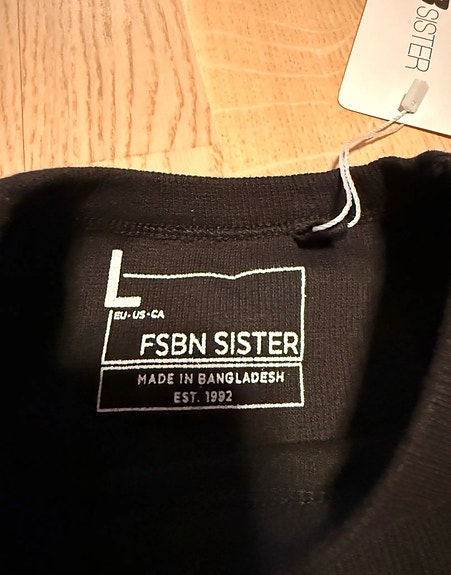 SISTER
L
EU-US-CA
FSBN SISTER
MADE IN BANGLADESH
EST. 1992